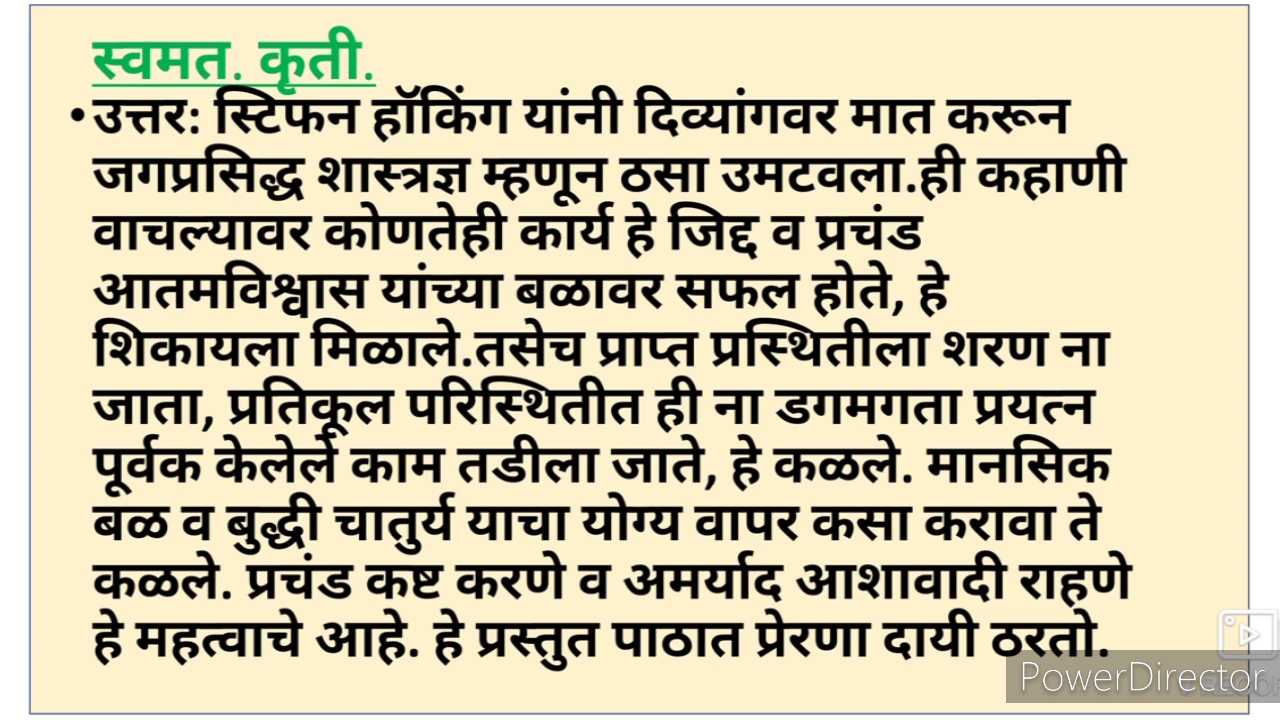 स्वमत. कृती.
• उत्तर: स्टिफन हॉकिंग यांनी दिव्यांगवर मात करून
जगप्रसिद्ध शास्त्रज्ञ म्हणून ठसा उमटवला.ही कहाणी
वाचल्यावर कोणतेही कार्य हे जिद्द व प्रचंड
आतमविश्वास यांच्या बळावर सफल होते, हे
शिकायला मिळाले.तसेच प्राप्त प्रस्थितीला शरण ना
जाता, प्रतिकूल परिस्थितीत ही ना डगमगता प्रयत्न
पूर्वक केलेले काम तडीला जाते, हे कळले. मानसिक
बळ व बुद्धी चातुर्य याचा योग्य वापर कसा करावा ते
कळले. प्रचंड कष्ट करणे व अमर्याद आशावादी राहणे
हे महत्वाचे आहे. हे प्रस्तुत पाठात प्रेरणा दायी ठरतो.
PowerDirector